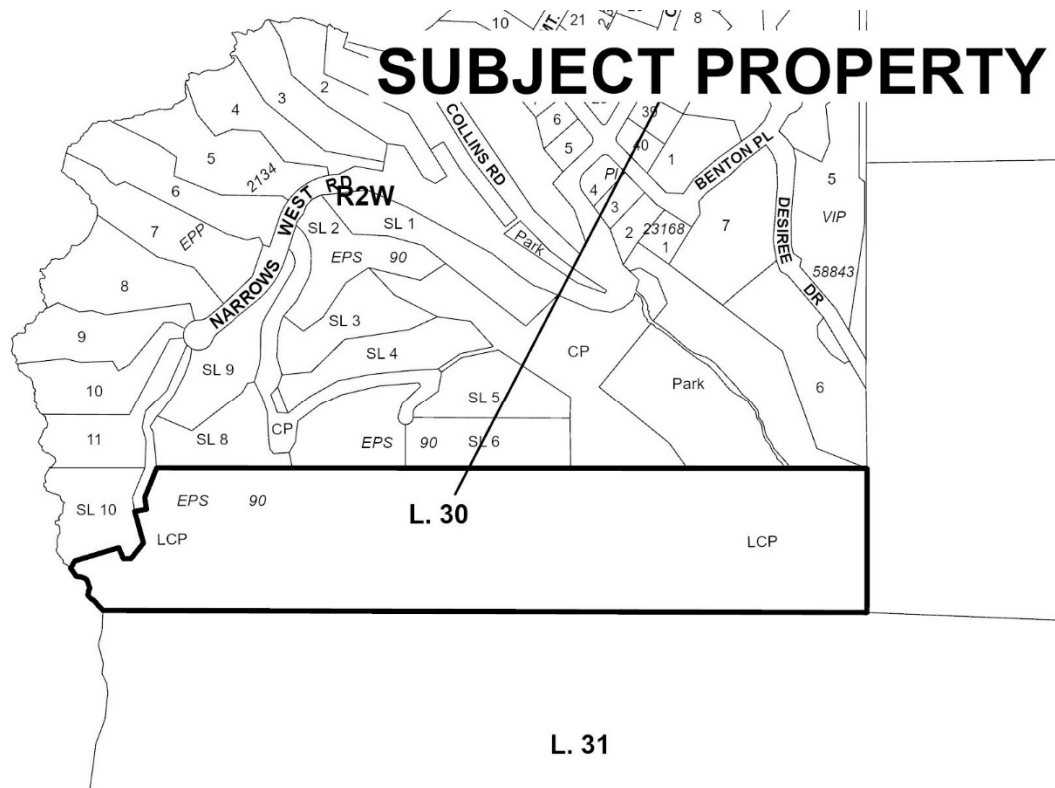 10
MT.
21
8
SUBJECT PROPERTY
2
3
4
5
6
7
8
9
10
11
2134
EPP
NARROWS WEST RD
R2W
COLLINS RD
Park
6
5
39
40
1
BENTON PL
DESIREE DR
5
VIP
58843
Pl
4
3
2
23168
1
7
6
SL 2
SL 1
EPS 90
SL 3
SL 4
CP
Park
SL 9
SL 5
SL 8
CP
EPS 90
SL 6
SL 10
EPS 90
L. 30
LCP
LCP
L. 31